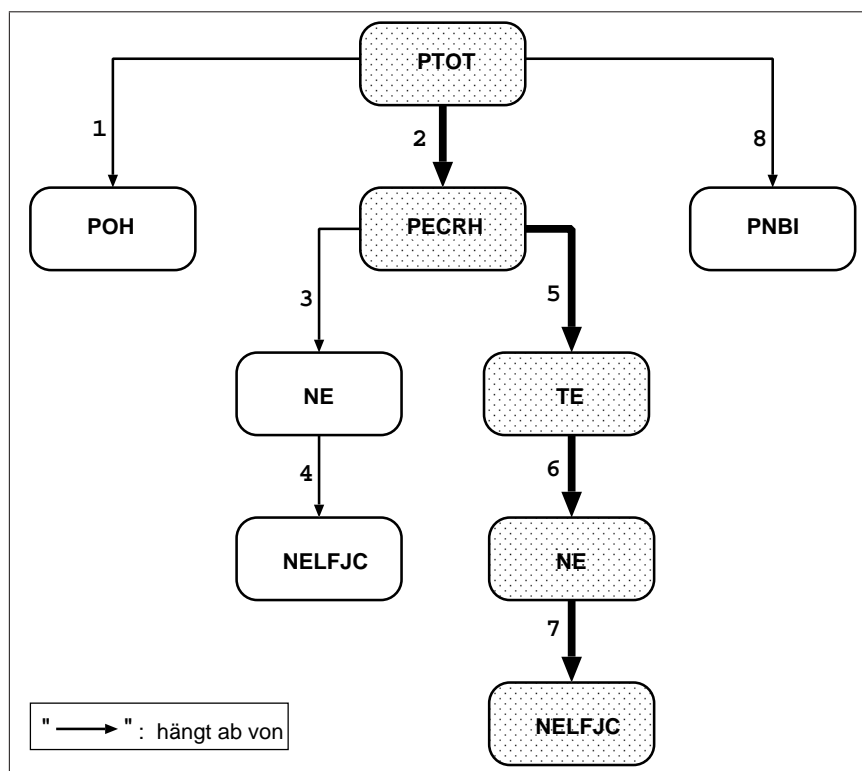 PTOT
1
2
8
POH
PECRH
PNBI
3
5
NE
TE
4
6
NELFJC
NE
7
NELFJC
" " : hängt ab von